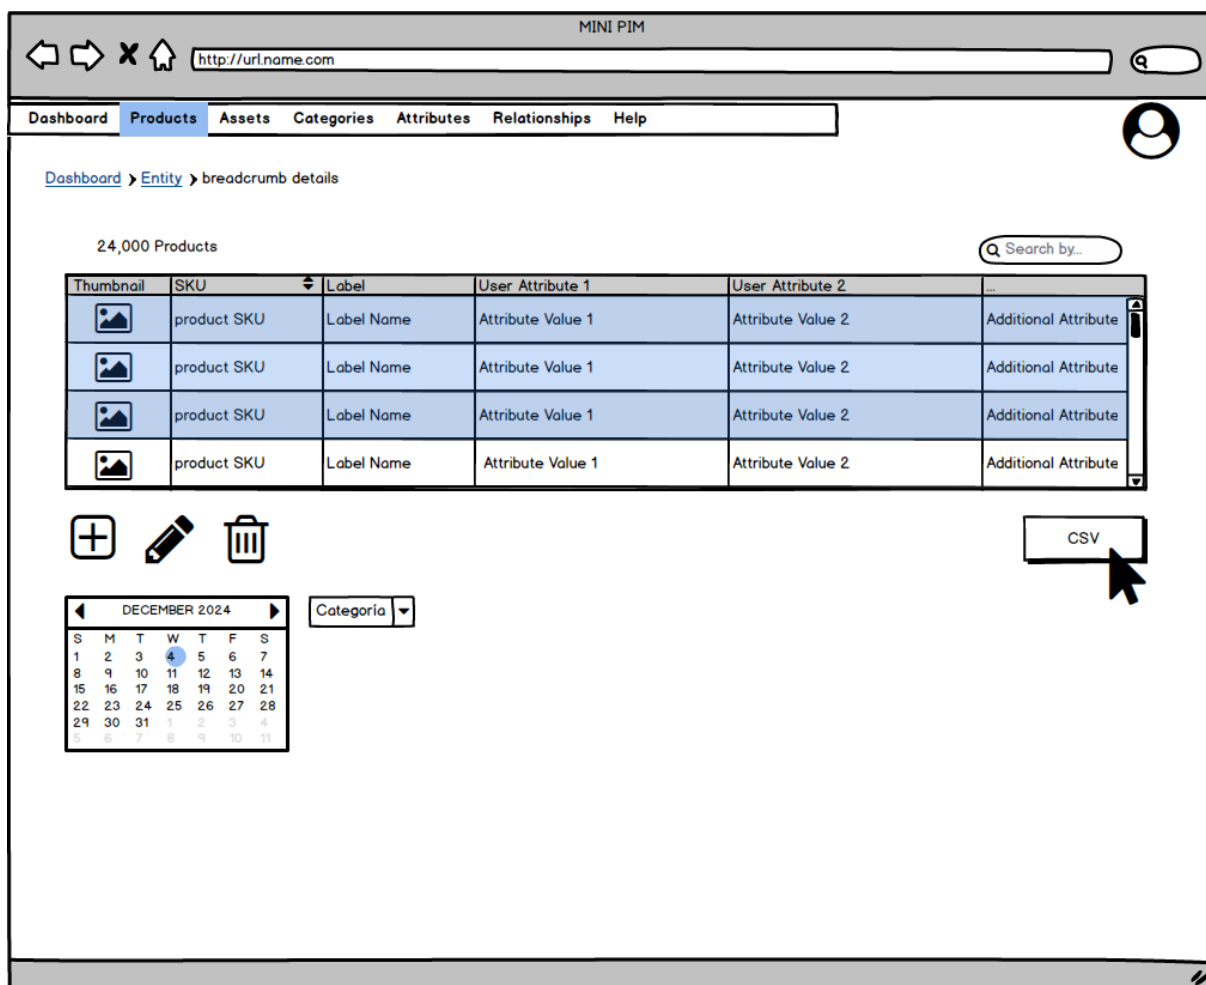 MINI PIM
http://url.name.com
Dashboard Products Assets Categories Attributes Relationships Help
Dashboard Entity breadcrumb details
24,000 Products
Search by...
Thumbnail SKU Label User Attribute 1 User Attribute 2 ...
product SKU Label Name Attribute Value 1 Attribute Value 2 Additional Attribute
product SKU Label Name Attribute Value 1 Attribute Value 2 Additional Attribute
product SKU Label Name Attribute Value 1 Attribute Value 2 Additional Attribute
product SKU Label Name Attribute Value 1 Attribute Value 2 Additional Attribute
CSV
DECEMBER 2024
Categoría
S M T W T F S
1 2 3 4 5 6 7
8 9 10 11 12 13 14
15 16 17 18 19 20 21
22 23 24 25 26 27 28
29 30 31 1 2 3 4
5 6 7 8 9 10 11